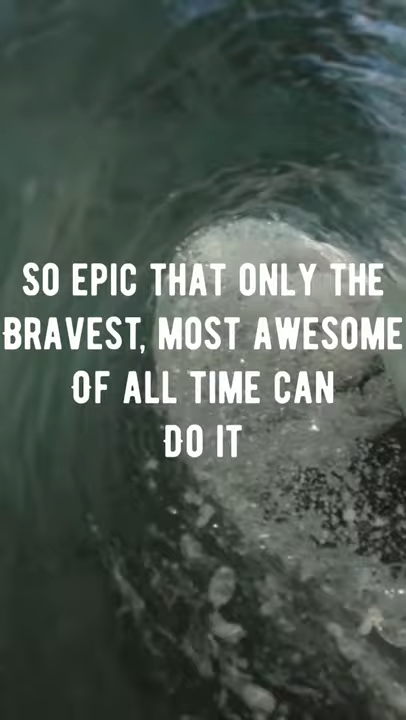 SO EPIC THAT ONLY THE
BRAVEST, MOST AWESOME
OF ALL TIME CAN
DO IT